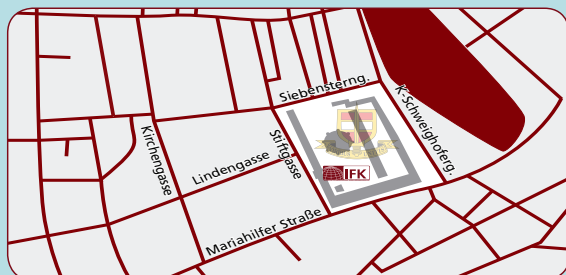 Siebensterng.
K-Schweighoferg.
Kirchengasse
Stiftgasse
Lindengasse
IFK
Mariahilfer Straße